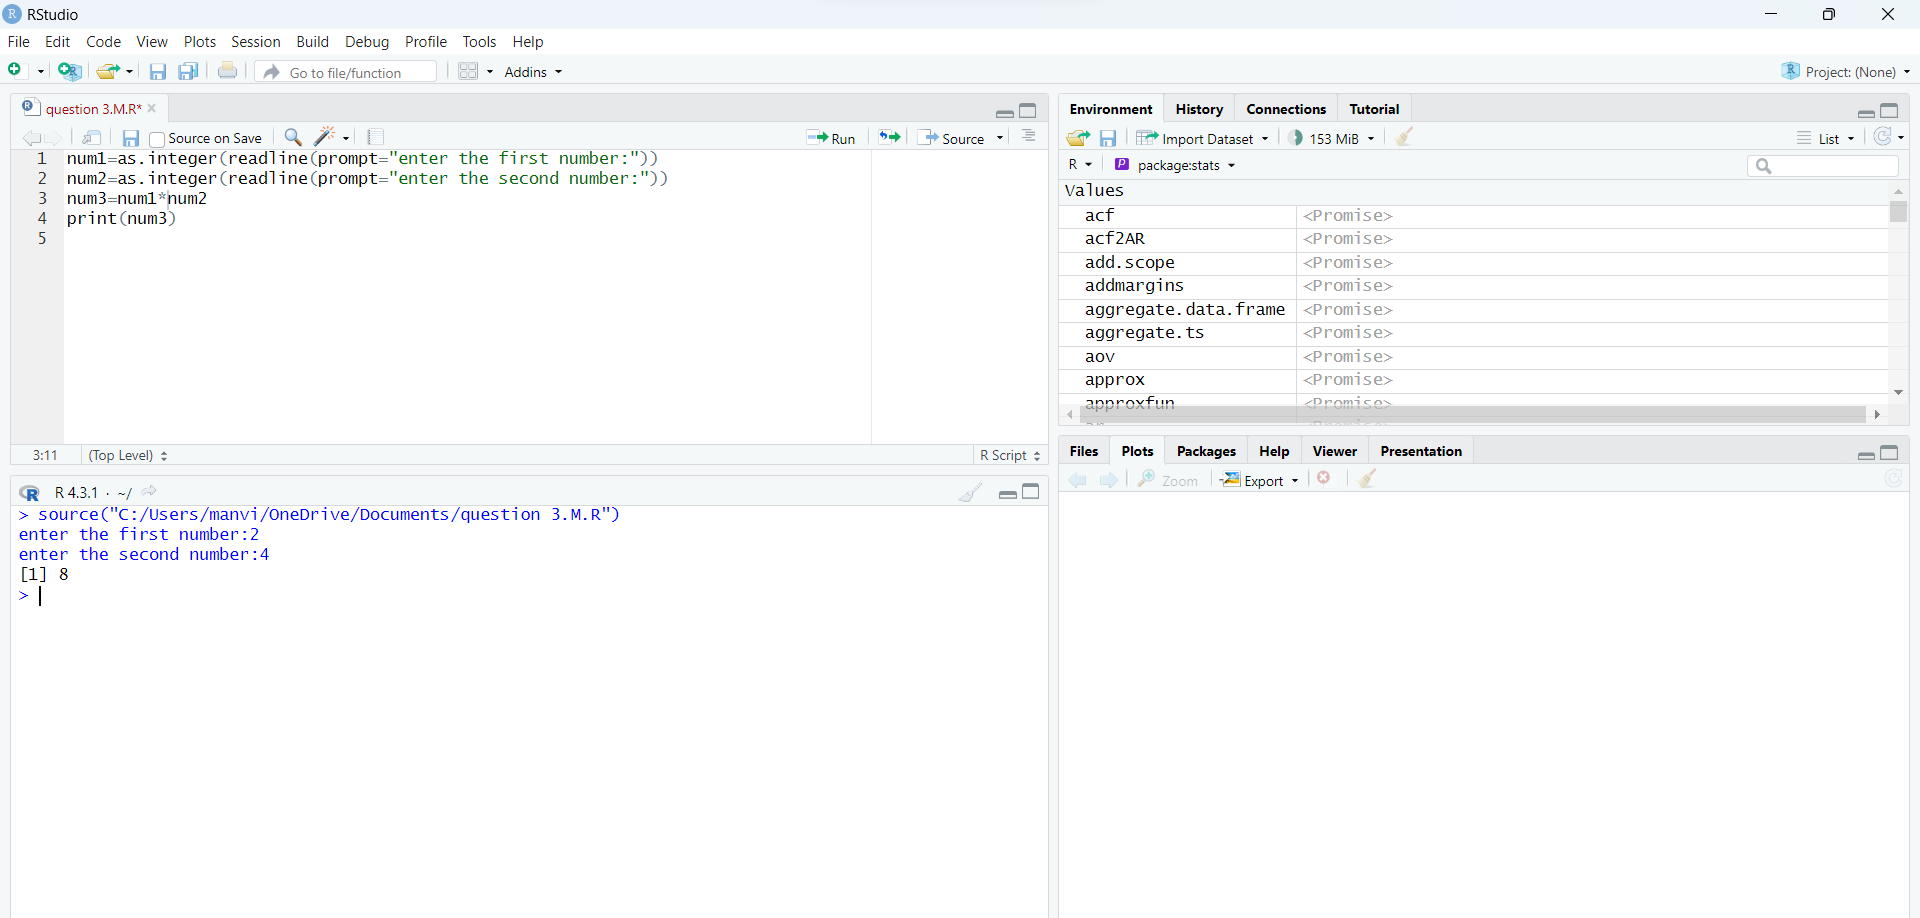 RStudio
File Edit Code View Plots Session Build Debug Profile Tools Help
Go to file/function Addins Project: (None)
question 3.M.R*
Source on Save Run Source
1 num1=as.integer(readline(prompt="enter the first number:"))
2 num2=as.integer(readline(prompt="enter the second number:"))
3 num3=num1*num2
4 print(num3)
5
3:11 (Top Level) R Script
R 4.3.1 · ~/
> source("C:/Users/manvi/OneDrive/Documents/question 3.M.R")
enter the first number:2
enter the second number:4
[1] 8
>
Environment History Connections Tutorial
Import Dataset 153 MiB List
R package:stats
Values
acf <Promise>
acf2AR <Promise>
add.scope <Promise>
addmargins <Promise>
aggregate.data.frame <Promise>
aggregate.ts <Promise>
aov <Promise>
approx <Promise>
approxfun <Promise>
Files Plots Packages Help Viewer Presentation
Zoom Export